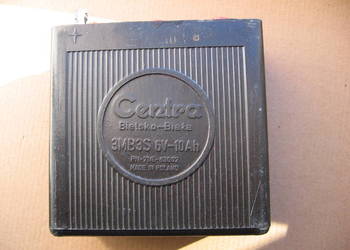 +
Centra
Bielsko-Biała
3MB3S 6V-10Ah
MADE IN POLAND